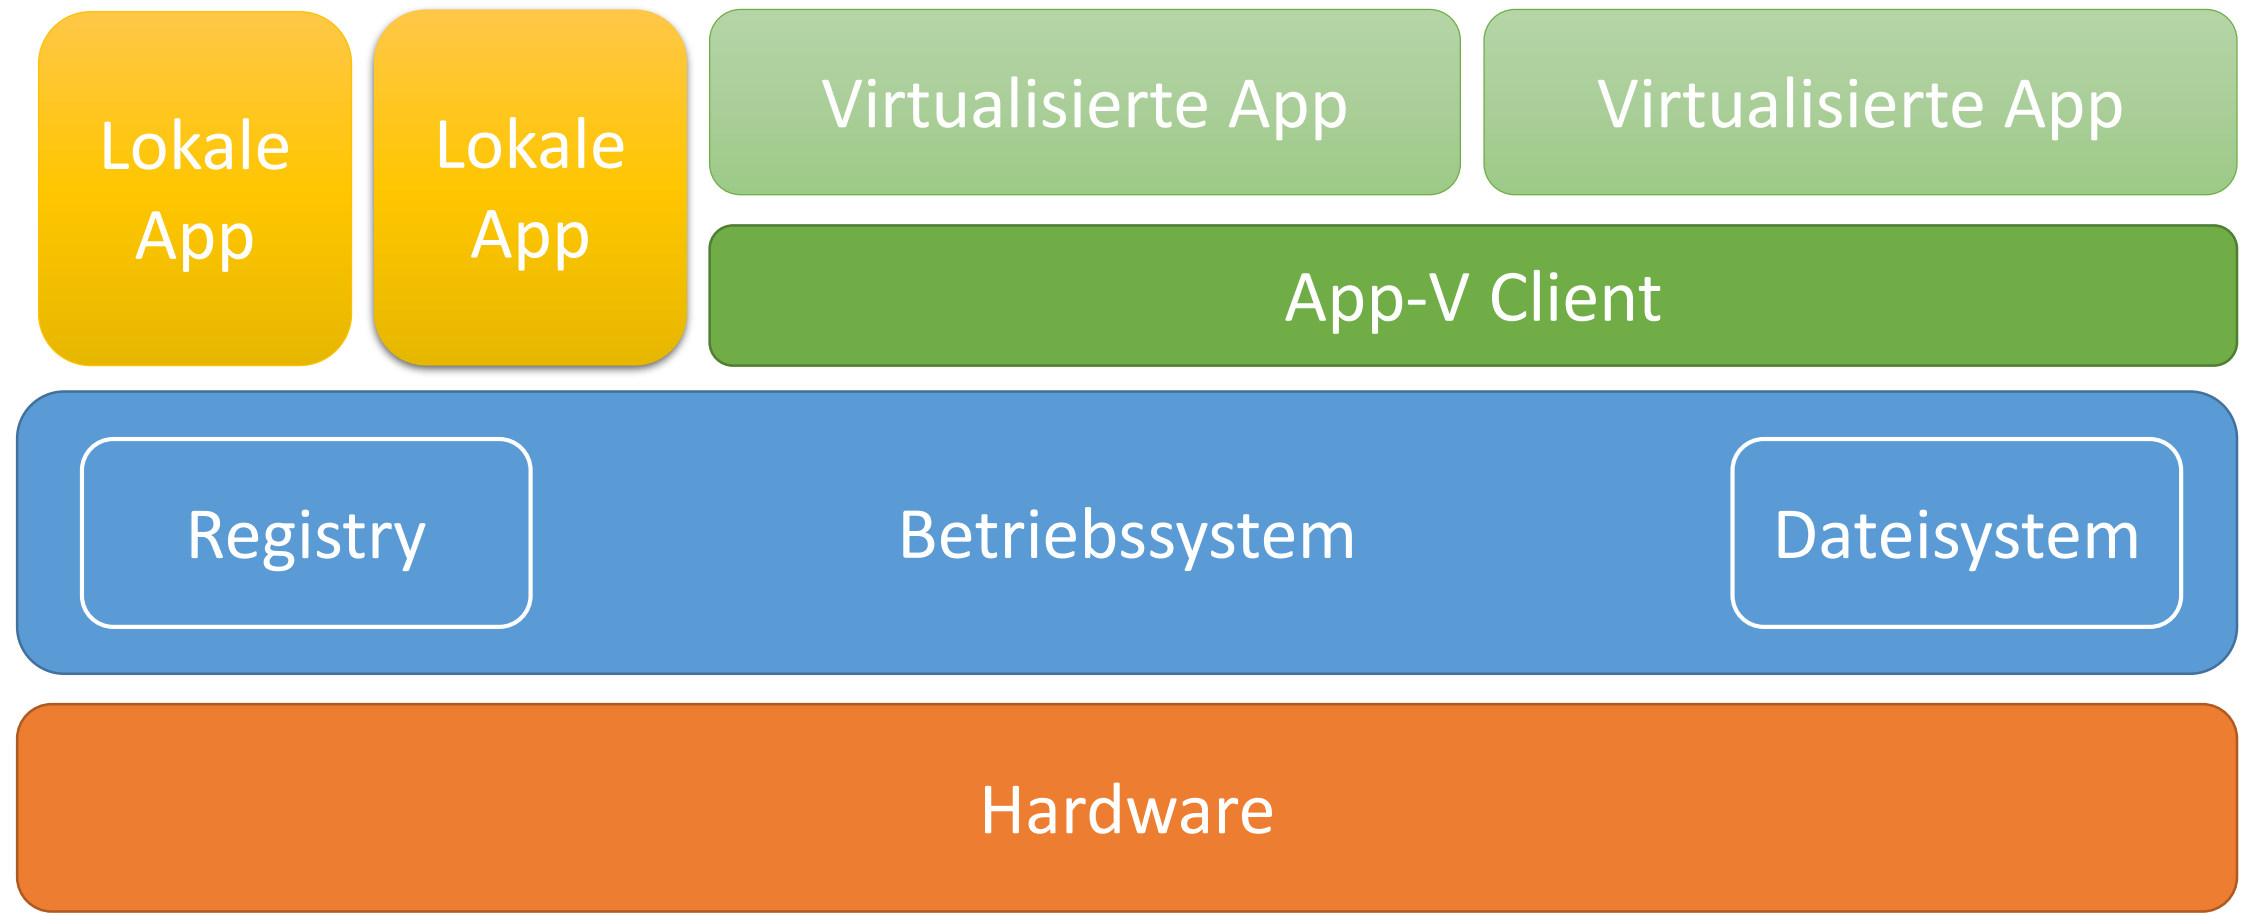 Lokale
App
Lokale
App
Virtualisierte App
Virtualisierte App
App-V Client
Registry
Betriebssystem
Dateisystem
Hardware